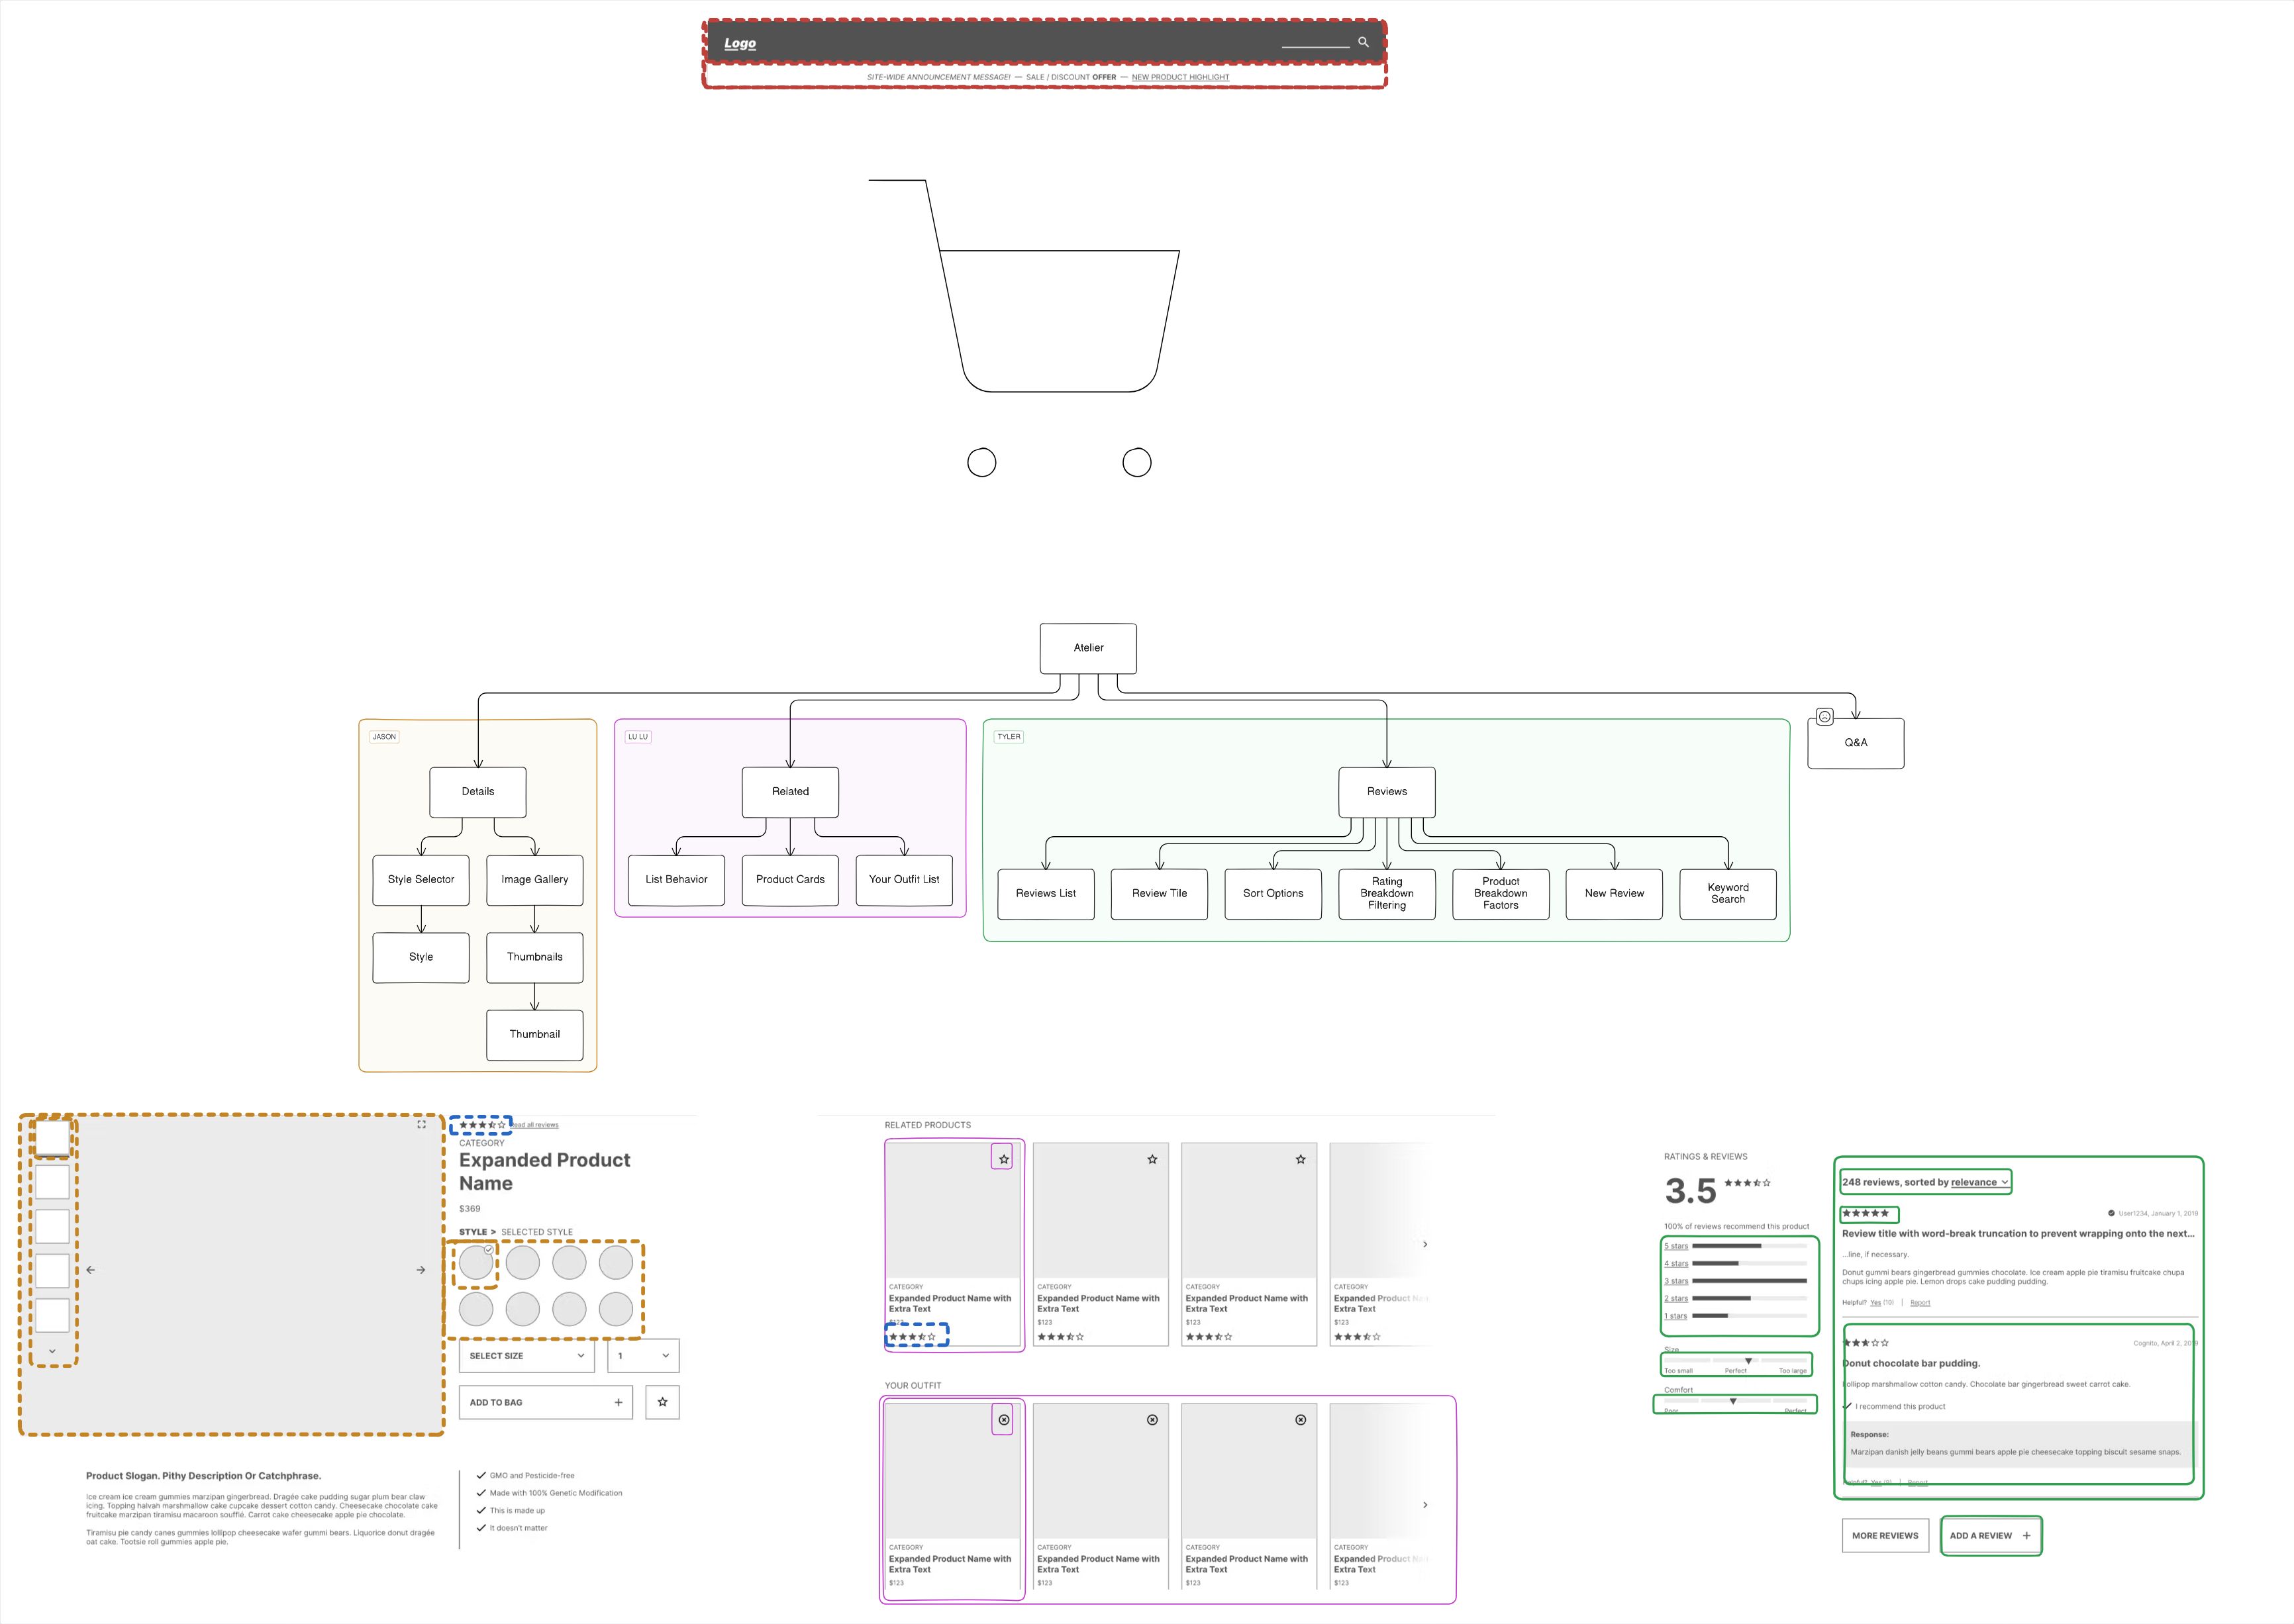 Logo
SITE-WIDE ANNOUNCEMENT MESSAGE! — SALE / DISCOUNT OFFER — NEW PRODUCT HIGHLIGHT
Atelier
JASON
Details
Style Selector
Image Gallery
Style
Thumbnails
Thumbnail
LU LU
Related
List Behavior
Product Cards
Your Outfit List
TYLER
Reviews
Reviews List
Review Tile
Sort Options
Rating
Breakdown
Filtering
Product
Breakdown
Factors
New Review
Keyword
Search
Q&A
Read all reviews
CATEGORY
Expanded Product
Name
$369
STYLE > SELECTED STYLE
SELECT SIZE
1
ADD TO BAG +
Product Slogan. Pithy Description Or Catchphrase.
Ice cream ice cream gummies marzipan gingerbread. Dragée cake pudding sugar plum bear claw
icing. Topping halvah marshmallow cake cupcake dessert cotton candy. Cheesecake chocolate cake
fruitcake marzipan tiramisu macaroon soufflé. Carrot cake cheesecake apple pie chocolate.
Tiramisu pie candy canes gummies lollipop cheesecake wafer gummi bears. Liquorice donut dragée
oat cake. Tootsie roll gummies apple pie.
GMO and Pesticide-free
Made with 100% Genetic Modification
This is made up
It doesn't matter
RELATED PRODUCTS
CATEGORY
Expanded Product Name with
Extra Text
$123
CATEGORY
Expanded Product Name with
Extra Text
$123
CATEGORY
Expanded Product Name with
Extra Text
$123
CATEGORY
Expanded Product
Extra Text
$123
YOUR OUTFIT
CATEGORY
Expanded Product Name with
Extra Text
$123
CATEGORY
Expanded Product Name with
Extra Text
$123
CATEGORY
Expanded Product Name with
Extra Text
$123
CATEGORY
Expanded Product
Extra Text
$123
RATINGS & REVIEWS
3.5
100% of reviews recommend this product
5 stars
4 stars
3 stars
2 stars
1 stars
Size
Too small Perfect Too large
Comfort
Poor Perfect
248 reviews, sorted by relevance
User1234, January 1, 2019
Review title with word-break truncation to prevent wrapping onto the next...
...line, if necessary.
Donut gummi bears gingerbread gummies chocolate. Ice cream apple pie tiramisu fruitcake chupa
chups icing apple pie. Lemon drops cake pudding pudding.
Helpful? Yes (10) | Report
Cognito, April 2, 2019
Donut chocolate bar pudding.
Lollipop marshmallow cotton candy. Chocolate bar gingerbread sweet carrot cake.
I recommend this product
Response:
Marzipan danish jelly beans gummi bears apple pie cheesecake topping biscuit sesame snaps.
Helpful? Yes | Report
MORE REVIEWS
ADD A REVIEW +